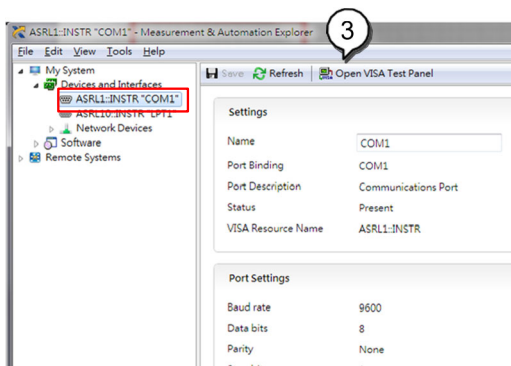 ASRL1::INSTR "COM1" - Measurement & Automation Explorer
3
File Edit View Tools Help
Save Refresh Open VISA Test Panel
My System
Devices and Interfaces
ASRL1::INSTR "COM1"
ASRL10::INSTR "LPT1"
Network Devices
Software
Remote Systems
Settings
Name COM1
Port Binding COM1
Port Description Communications Port
Status Present
VISA Resource Name ASRL1::INSTR
Port Settings
Baud rate 9600
Data bits 8
Parity None